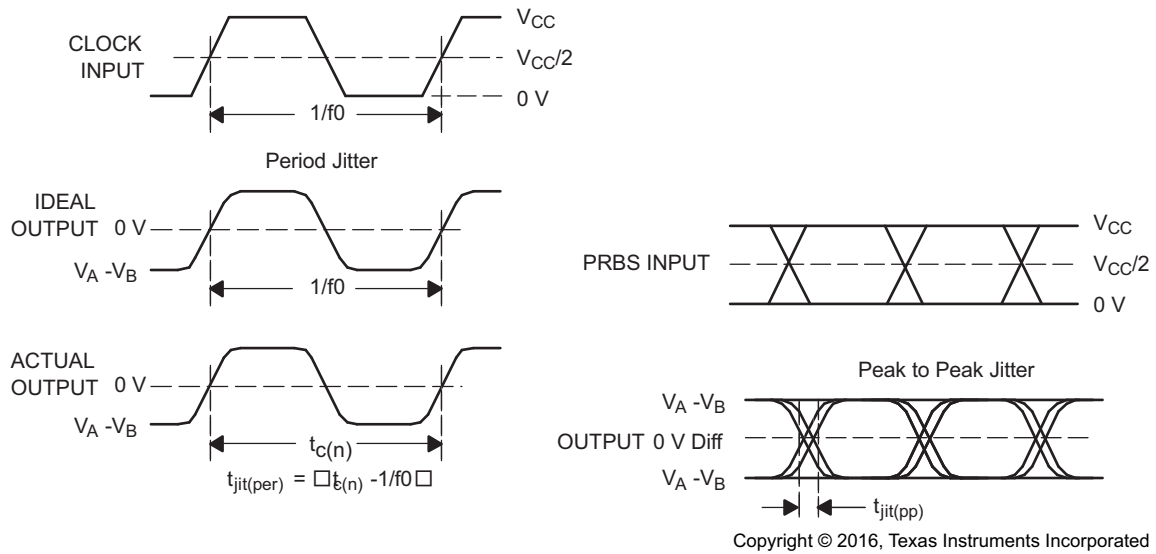 CLOCK
INPUT
VCC
VCC/2
0 V
1/f0
Period Jitter
IDEAL
OUTPUT 0 V
VA -VB
1/f0
ACTUAL
OUTPUT 0 V
VA -VB
tc(n)
tjit(per) = □tc(n) -1/f0□
PRBS INPUT
VCC
VCC/2
0 V
Peak to Peak Jitter
VA -VB
OUTPUT 0 V Diff
VA -VB
tjit(pp)
Copyright © 2016, Texas Instruments Incorporated